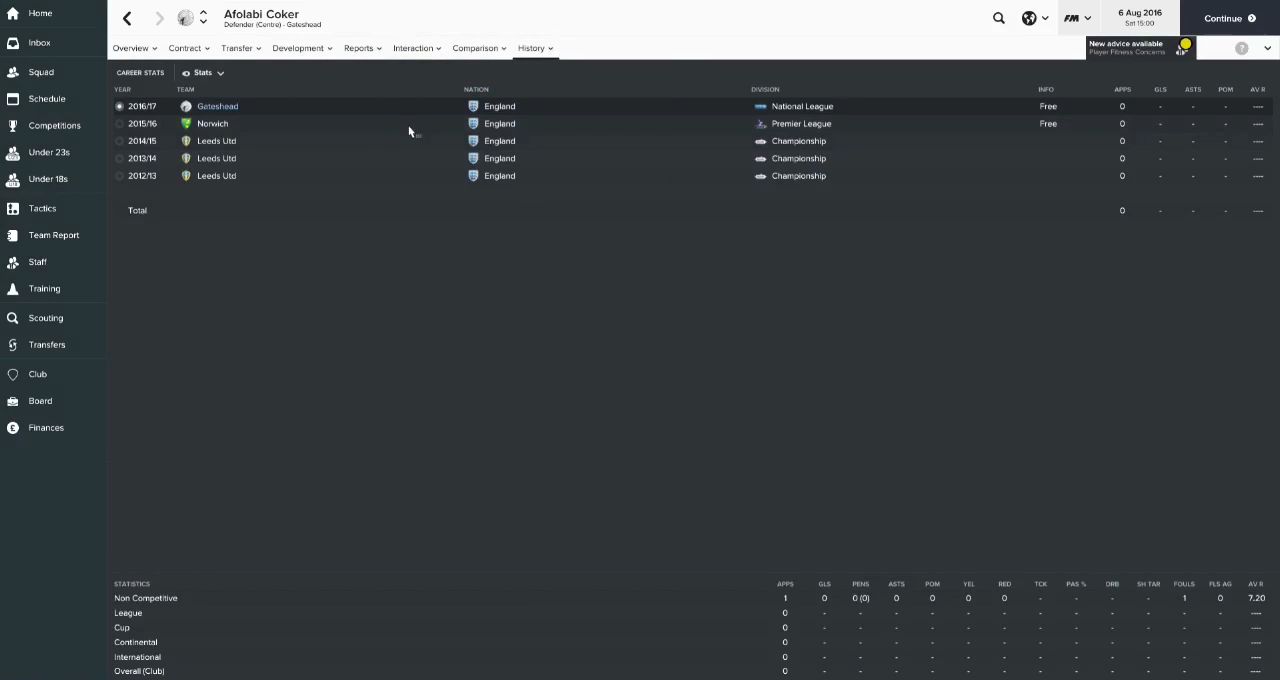 Home
Inbox
Squad
Schedule
Competitions
Under 23s
Under 18s
Tactics
Team Report
Staff
Training
Scouting
Transfers
Club
Board
Finances
Afolabi Coker
Defender (Centre) - Gateshead
FM
6 Aug 2016
Sat 15:00
Continue
Overview Contract Transfer Development Reports Interaction Comparison History
New advice available
Player Fitness Concerns
?
CAREER STATS Stats
YEAR TEAM NATION DIVISION INFO APPS GLS ASTS POM AV R
2016/17 Gateshead England National League Free 0 - - - ----
2015/16 Norwich England Premier League Free 0 - - - ----
2014/15 Leeds Utd England Championship 0 - - - ----
2013/14 Leeds Utd England Championship 0 - - - ----
2012/13 Leeds Utd England Championship 0 - - - ----
Total 0 - - - ----
STATISTICS APPS GLS PENS ASTS POM YEL RED TCK PAS % DRB SH TAR FOULS FLS AG AV R
Non Competitive 1 0 0 (0) 0 0 0 0 - - - - 1 0 7.20
League 0 - - - - - - - - - - - - ----
Cup 0 - - - - - - - - - - - - ----
Continental 0 - - - - - - - - - - - - ----
International 0 - - - - - - - - - - - - ----
Overall (Club) 0 - - - - - - - - - - - - ----